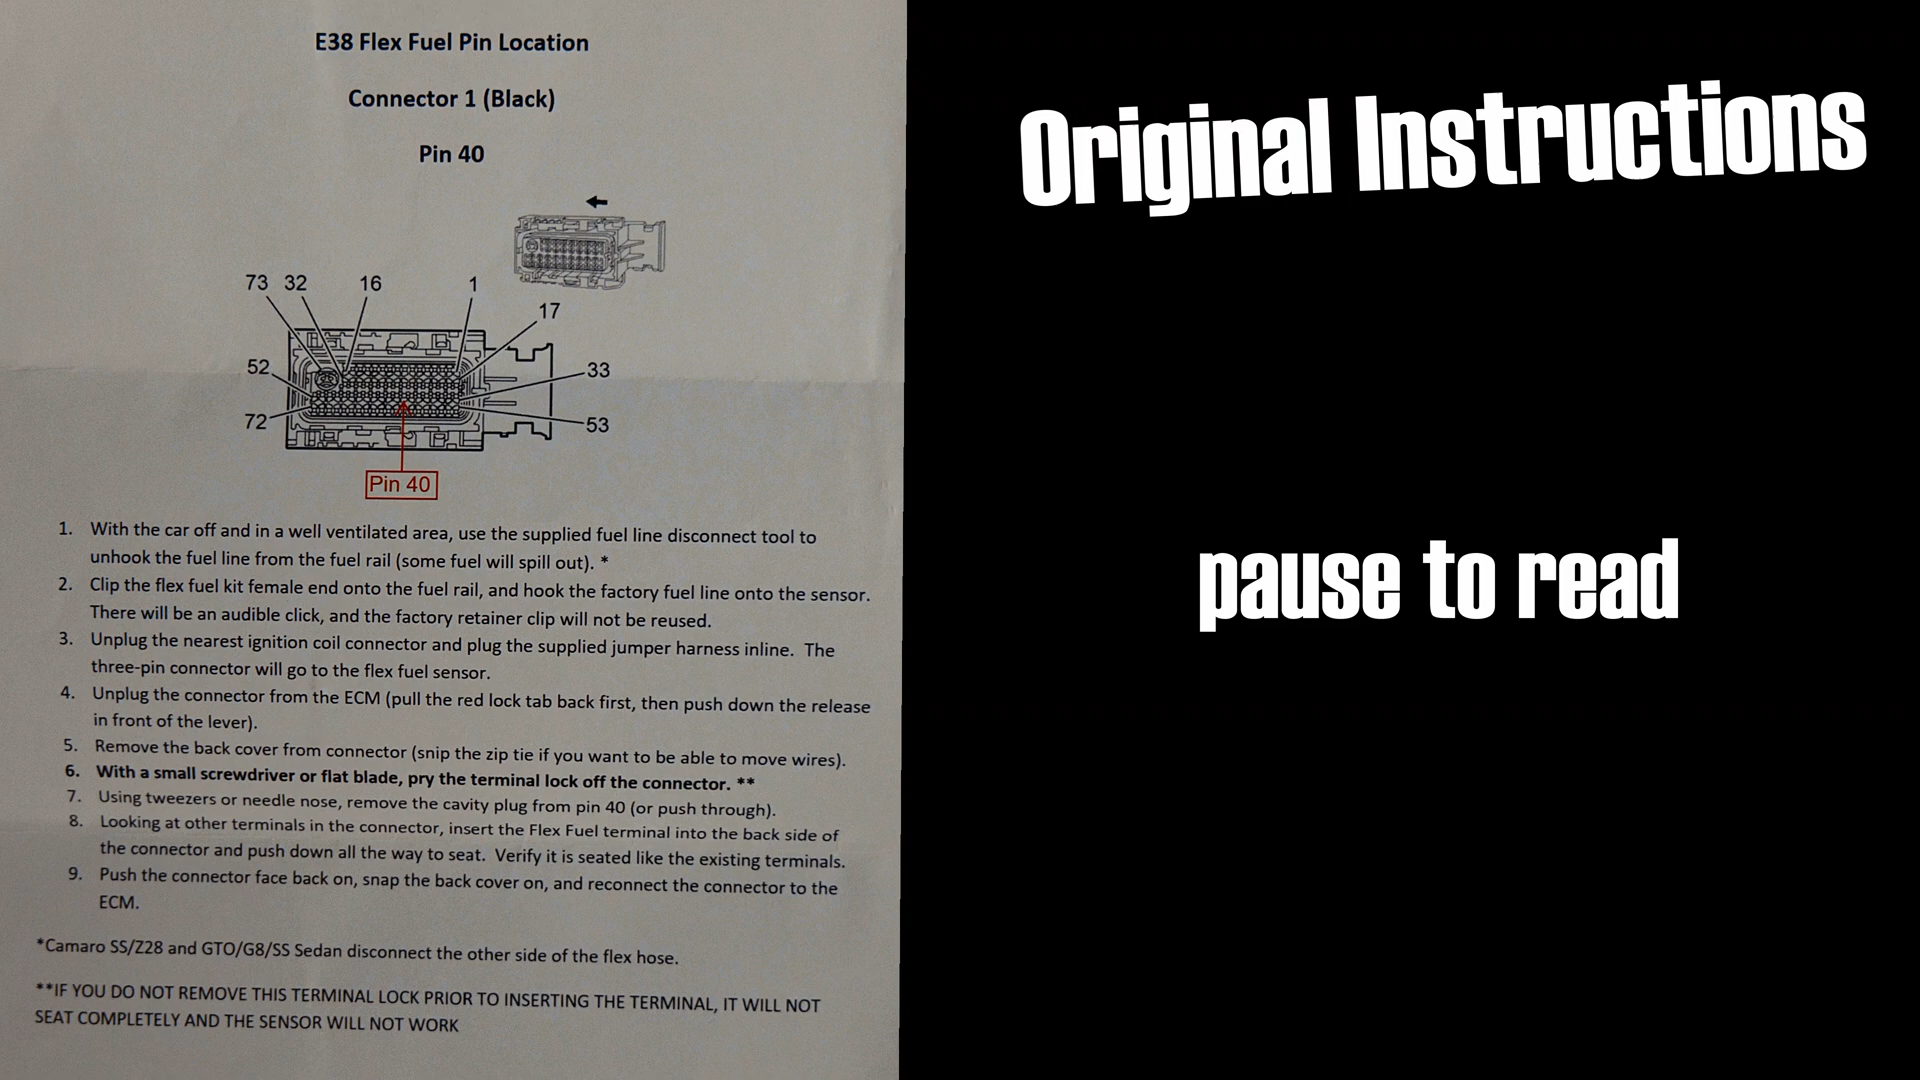 E38 Flex Fuel Pin Location
Connector 1 (Black)
Pin 40
73 32 16 1
17
52
33
72
53
Pin 40
1. With the car off and in a well ventilated area, use the supplied fuel line disconnect tool to
unhook the fuel line from the fuel rail (some fuel will spill out). *
2. Clip the flex fuel kit female end onto the fuel rail, and hook the factory fuel line onto the sensor.
There will be an audible click, and the factory retainer clip will not be reused.
3. Unplug the nearest ignition coil connector and plug the supplied jumper harness inline. The
three-pin connector will go to the flex fuel sensor.
4. Unplug the connector from the ECM (pull the red lock tab back first, then push down the release
in front of the lever).
5. Remove the back cover from connector (snip the zip tie if you want to be able to move wires).
6. With a small screwdriver or flat blade, pry the terminal lock off the connector. **
7. Using tweezers or needle nose, remove the cavity plug from pin 40 (or push through).
8. Looking at other terminals in the connector, insert the Flex Fuel terminal into the back side of
the connector and push down all the way to seat. Verify it is seated like the existing terminals.
9. Push the connector face back on, snap the back cover on, and reconnect the connector to the
ECM.
*Camaro SS/Z28 and GTO/G8/SS Sedan disconnect the other side of the flex hose.
**IF YOU DO NOT REMOVE THIS TERMINAL LOCK PRIOR TO INSERTING THE TERMINAL, IT WILL NOT
SEAT COMPLETELY AND THE SENSOR WILL NOT WORK
Original Instructions
pause to read